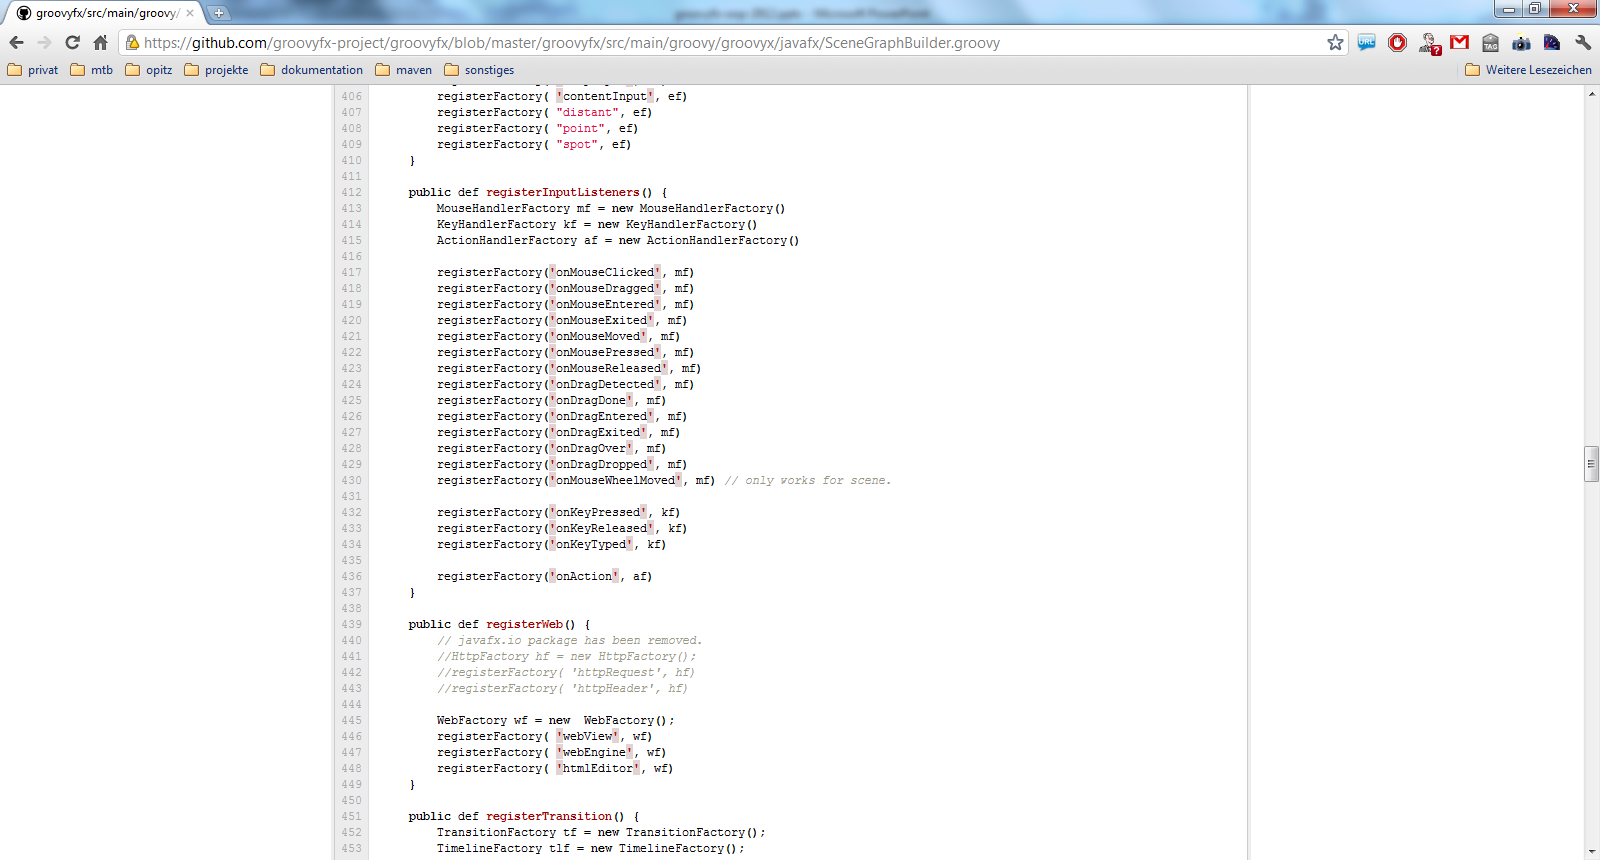 groovyfx/src/main/groovy/
https://github.com/groovyfx-project/groovyfx/blob/master/groovyfx/src/main/groovy/groovyx/javafx/SceneGraphBuilder.groovy
privat mtb opitz projekte dokumentation maven sonstiges Weitere Lesezeichen
406 registerFactory( 'contentInput', ef)
407 registerFactory( "distant", ef)
408 registerFactory( "point", ef)
409 registerFactory( "spot", ef)
410 }
411
412 public def registerInputListeners() {
413 MouseHandlerFactory mf = new MouseHandlerFactory()
414 KeyHandlerFactory kf = new KeyHandlerFactory()
415 ActionHandlerFactory af = new ActionHandlerFactory()
416
417 registerFactory('onMouseClicked', mf)
418 registerFactory('onMouseDragged', mf)
419 registerFactory('onMouseEntered', mf)
420 registerFactory('onMouseExited', mf)
421 registerFactory('onMouseMoved', mf)
422 registerFactory('onMousePressed', mf)
423 registerFactory('onMouseReleased', mf)
424 registerFactory('onDragDetected', mf)
425 registerFactory('onDragDone', mf)
426 registerFactory('onDragEntered', mf)
427 registerFactory('onDragExited', mf)
428 registerFactory('onDragOver', mf)
429 registerFactory('onDragDropped', mf)
430 registerFactory('onMouseWheelMoved', mf) // only works for scene.
431
432 registerFactory('onKeyPressed', kf)
433 registerFactory('onKeyReleased', kf)
434 registerFactory('onKeyTyped', kf)
435
436 registerFactory('onAction', af)
437 }
438
439 public def registerWeb() {
440 // javafx.io package has been removed.
441 //HttpFactory hf = new HttpFactory();
442 //registerFactory( 'httpRequest', hf)
443 //registerFactory( 'httpHeader', hf)
444
445 WebFactory wf = new  WebFactory();
446 registerFactory( 'webView', wf)
447 registerFactory( 'webEngine', wf)
448 registerFactory( 'htmlEditor', wf)
449 }
450
451 public def registerTransition() {
452 TransitionFactory tf = new TransitionFactory();
453 TimelineFactory tlf = new TimelineFactory();